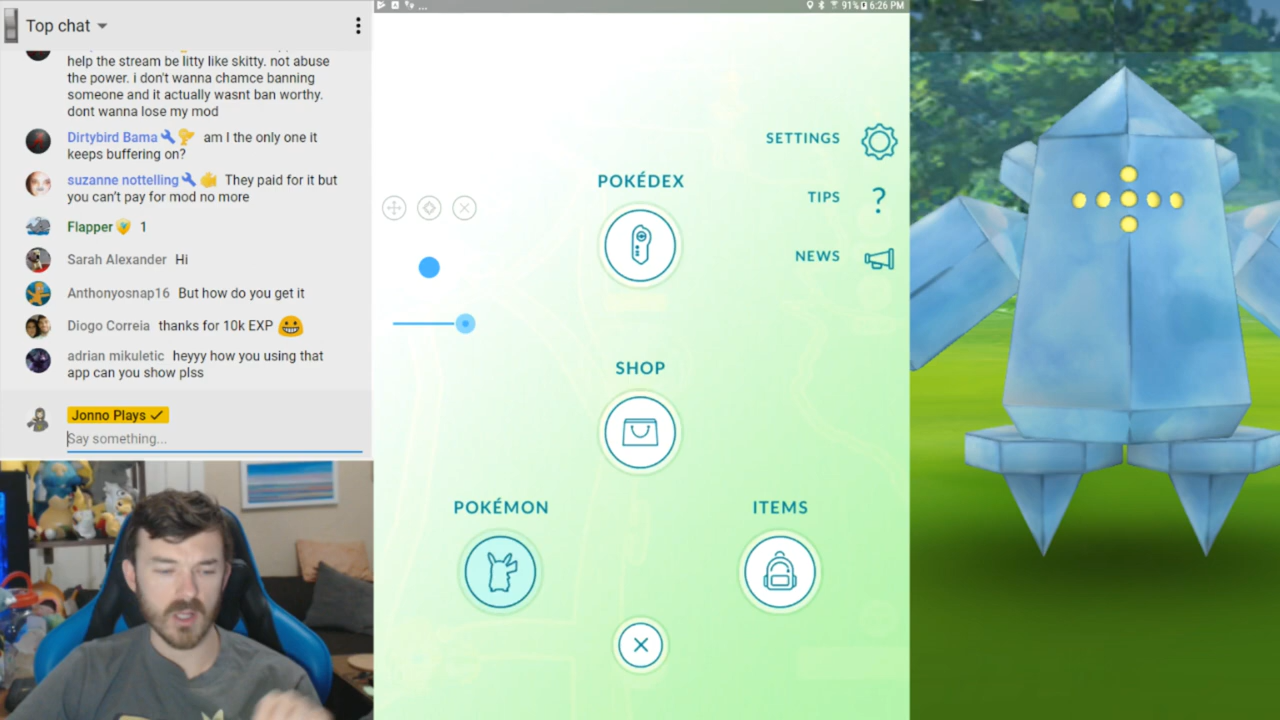 Top chat
help the stream be litty like skitty. not abuse
the power. i don't wanna chamce banning
someone and it actually wasnt ban worthy.
dont wanna lose my mod
Dirtybird Bama am I the only one it
keeps buffering on?
suzanne nottelling They paid for it but
you can't pay for mod no more
Flapper 1
Sarah Alexander Hi
Anthonyosnap16 But how do you get it
Diogo Correia thanks for 10k EXP
adrian mikuletic heyyy how you using that
app can you show plss
Jonno Plays
Say something...
... 91% 6:26 PM
SETTINGS
POKÉDEX
TIPS
?
NEWS
SHOP
POKÉMON
ITEMS